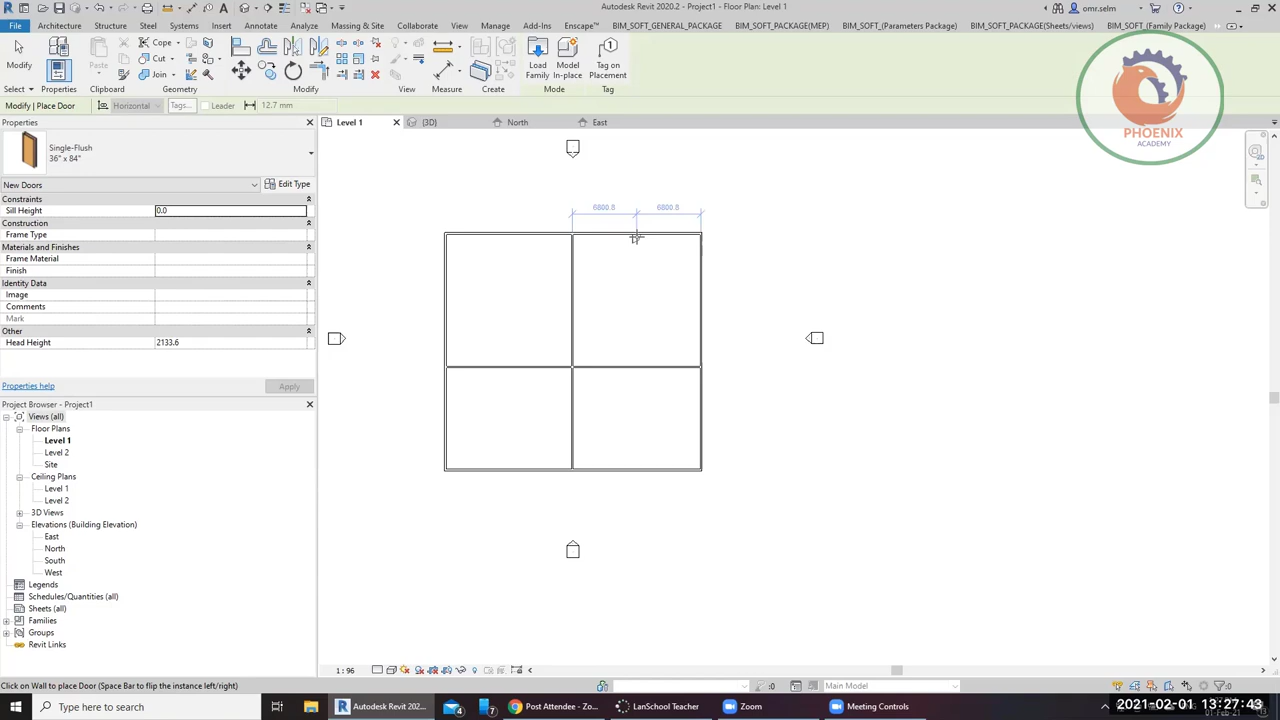 Autodesk Revit 2020.2 - Project1 - Floor Plan: Level 1
omr.selm
File
Architecture
Structure
Steel
Systems
Insert
Annotate
Analyze
Massing & Site
Collaborate
View
Manage
Add-Ins
Enscape™
BIM_SOFT_GENERAL_PACKAGE
BIM_SOFT_PACKAGE(MEP)
BIM_SOFT_(Parameters Package)
BIM_SOFT_PACKAGE(Sheets/views)
BIM_SOFT_(Family Package)
Modify
Paste
Cope
Cut
Join
Load Family
Model In-place
Tag on Placement
Select
Properties
Clipboard
Geometry
Modify
View
Measure
Create
Mode
Tag
Modify | Place Door
Horizontal
Tags...
Leader
12.7 mm
Properties
Level 1
{3D}
North
East
PHOENIX
ACADEMY
Single-Flush
36" x 84"
New Doors
Edit Type
Constraints
Sill Height
0.0
Construction
Frame Type
Materials and Finishes
Frame Material
Finish
Identity Data
Image
Comments
Mark
Other
Head Height
2133.6
Properties help
Apply
6800.8
6800.8
Project Browser - Project1
Views (all)
Floor Plans
Level 1
Level 2
Site
Ceiling Plans
Level 1
Level 2
3D Views
Elevations (Building Elevation)
East
North
South
West
Legends
Schedules/Quantities (all)
Sheets (all)
Families
Groups
Revit Links
1 : 96
Click on Wall to place Door (Space Bar to flip the instance left/right)
:0
Main Model
:0
Type here to search
Autodesk Revit 2020...
Post Attendee - Zo...
LanSchool Teacher
Zoom
Meeting Controls
2021-02-01 13:27:43